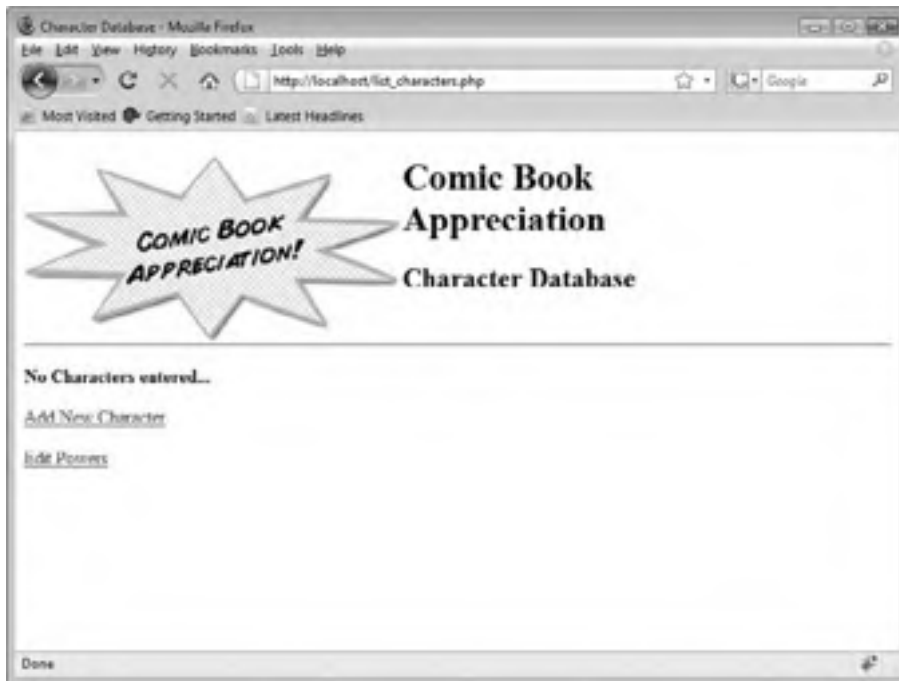 Character Database - Mozilla Firefox
File Edit View History Bookmarks Tools Help
http://localhost/list_characters.php
Google
Most Visited Getting Started Latest Headlines
COMIC BOOK
APPRECIATION!
Comic Book
Appreciation
Character Database
No Characters entered...
Add New Character
Edit Powers
Done